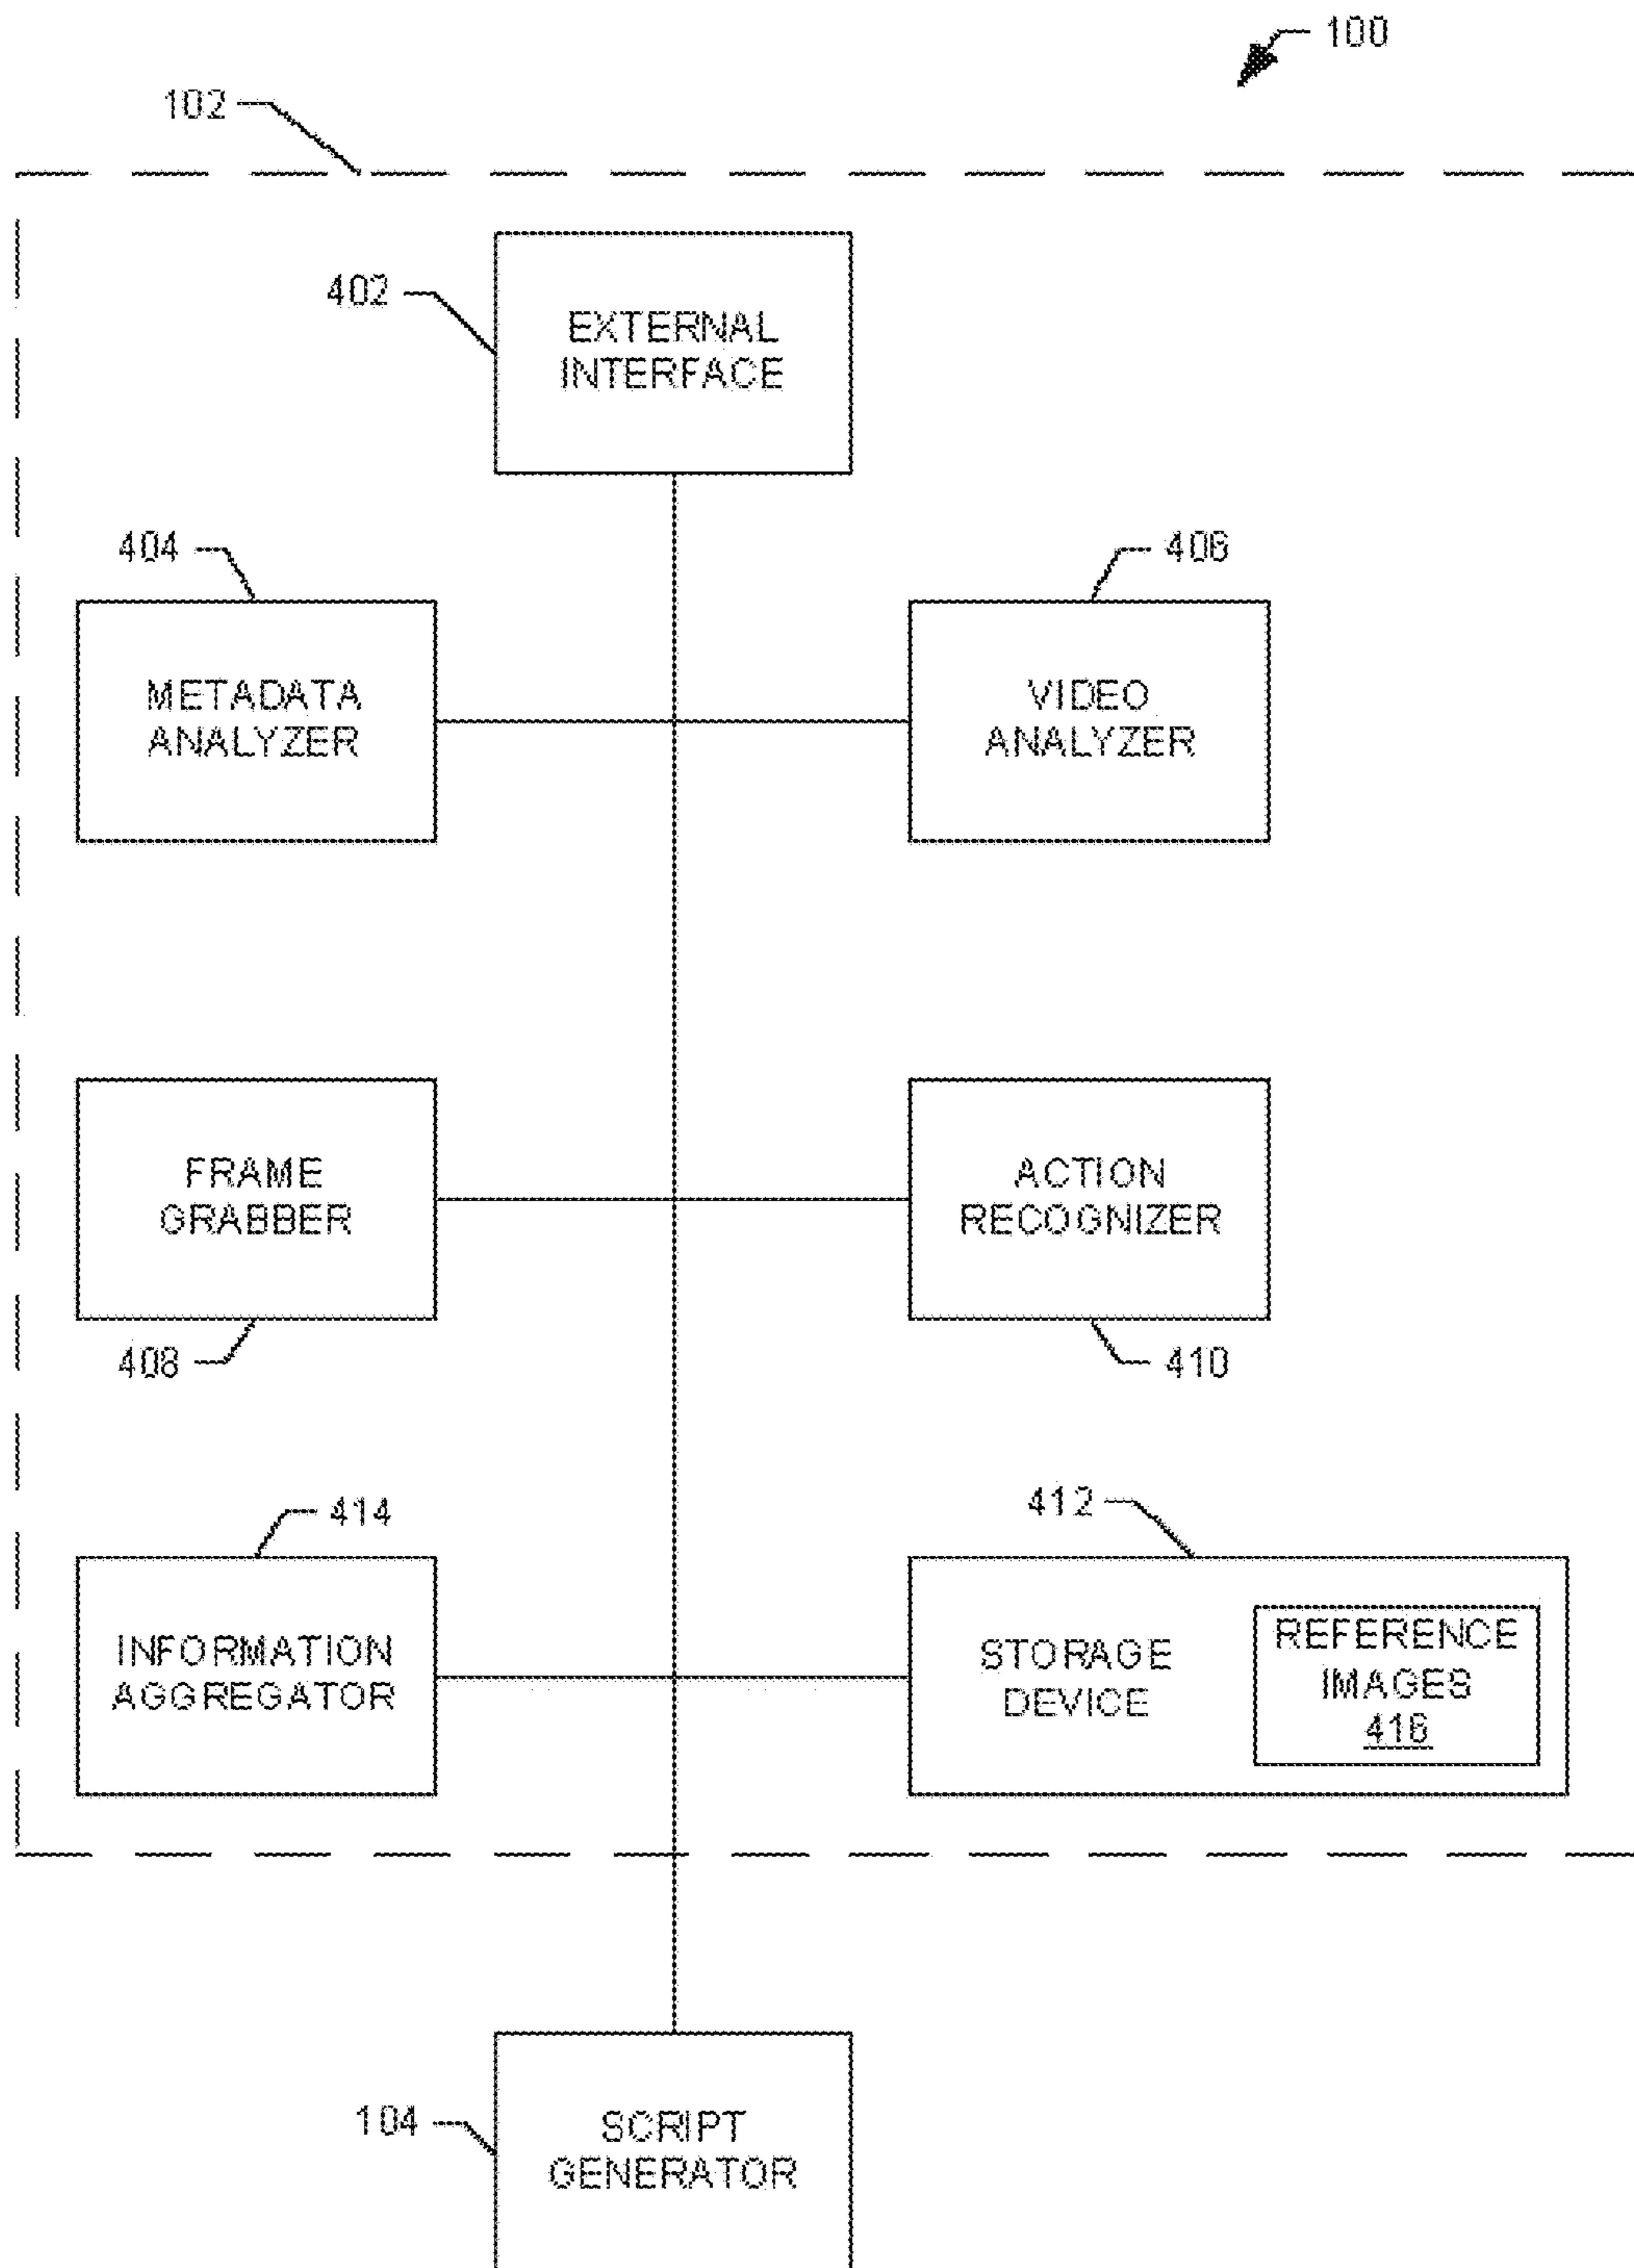 100
102
402
EXTERNAL
INTERFACE
404
406
METADATA
ANALYZER
VIDEO
ANALYZER
FRAME
GRABBER
ACTION
RECOGNIZER
408
410
414
412
INFORMATION
AGGREGATOR
STORAGE
DEVICE
REFERENCE
IMAGES
416
104
SCRIPT
GENERATOR